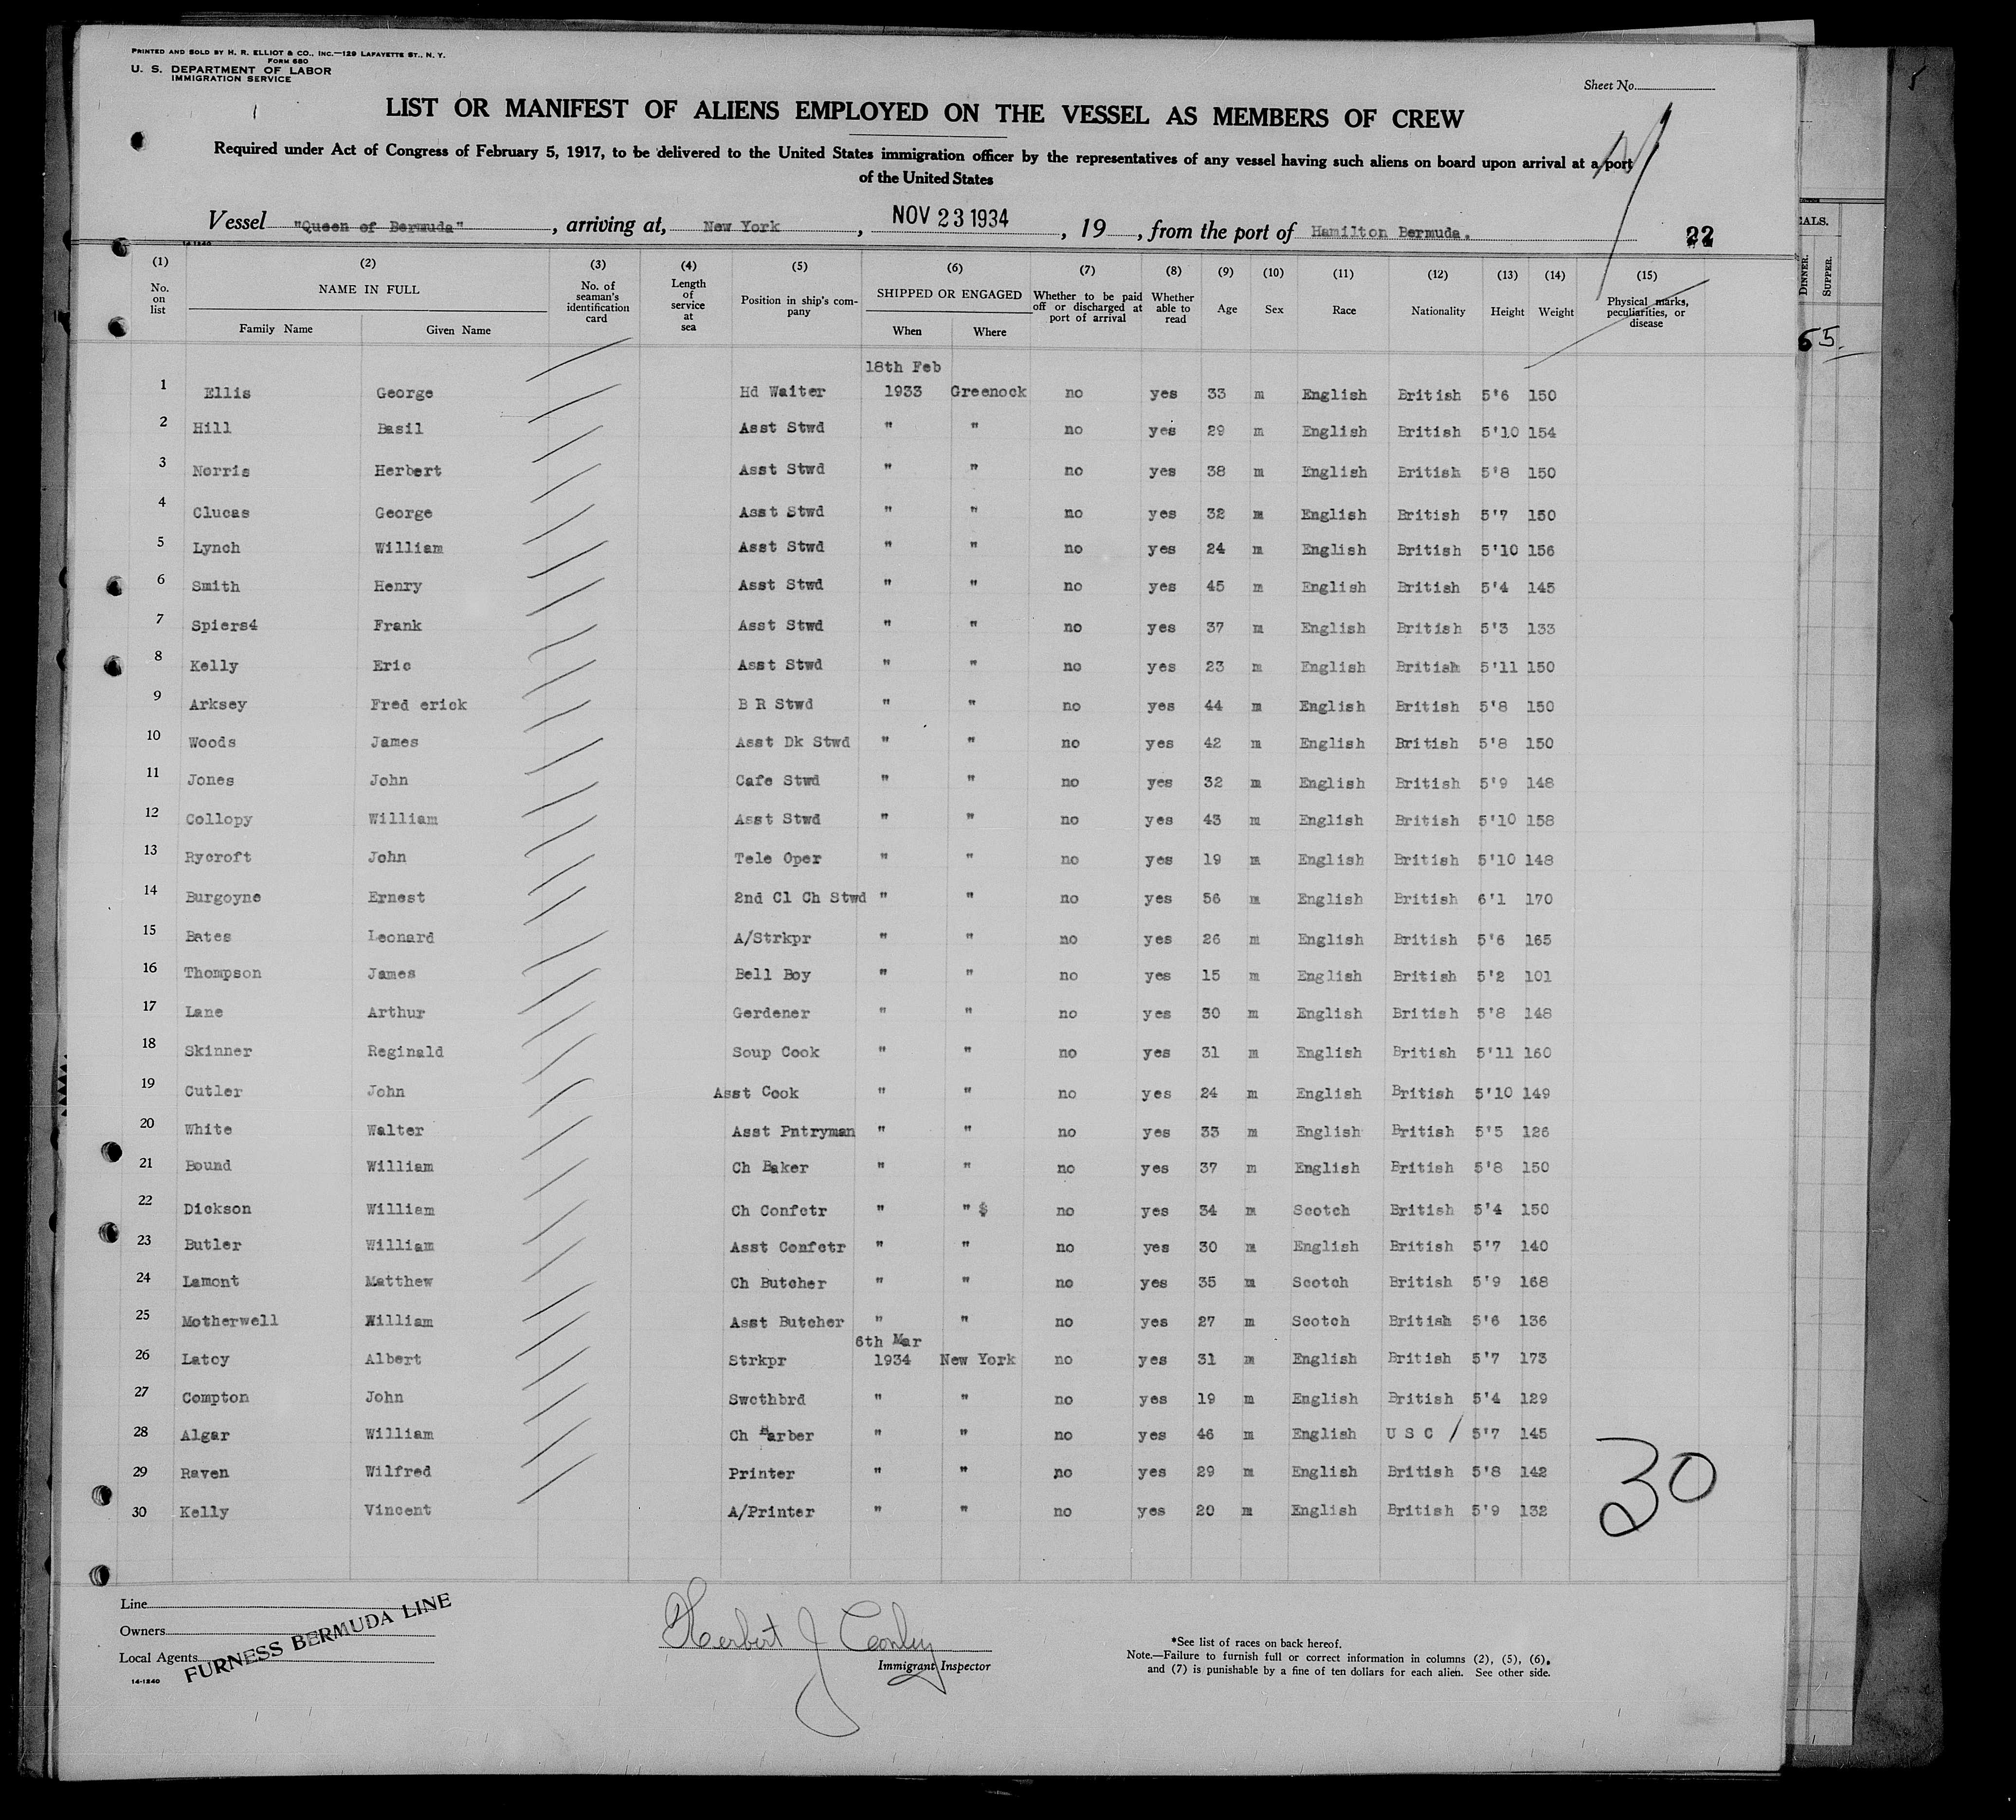 PRINTED AND SOLD BY H. R. ELLIOT & CO., INC.—129 LAFAYETTE ST., N. Y.
FORM 680
U. S. DEPARTMENT OF LABOR
IMMIGRATION SERVICE
Sheet No.
LIST OR MANIFEST OF ALIENS EMPLOYED ON THE VESSEL AS MEMBERS OF CREW
Required under Act of Congress of February 5, 1917, to be delivered to the United States immigration officer by the representatives of any vessel having such aliens on board upon arrival at a port
of the United States
Vessel "Queen of Bermuda", arriving at, New York, NOV 23 1934, 19, from the port of Hamilton Bermuda. 22
14-1240
(1) (2) (3) (4) (5) (6) (7) (8) (9) (10) (11) (12) (13) (14) (15)
No. on list NAME IN FULL Family Name Given Name No. of seaman's identification card Length of service at sea Position in ship's company SHIPPED OR ENGAGED When Where Whether to be paid off or discharged at port of arrival Whether able to read Age Sex Race Nationality Height Weight Physical marks, peculiarities, or disease
18th Feb
1 Ellis George Hd Waiter 1933 Greenock no yes 33 m English British 5'6 150
2 Hill Basil Asst Stwd " " no yes 29 m English British 5'10 154
3 Norris Herbert Asst Stwd " " no yes 38 m English British 5'8 150
4 Clucas George Asst Stwd " " no yes 32 m English British 5'7 150
5 Lynch William Asst Stwd " " no yes 24 m English British 5'10 156
6 Smith Henry Asst Stwd " " no yes 45 m English British 5'4 145
7 Spiers4 Frank Asst Stwd " " no yes 37 m English British 5'3 133
8 Kelly Eric Asst Stwd " " no yes 23 m English British 5'11 150
9 Arksey Fred erick B R Stwd " " no yes 44 m English British 5'8 150
10 Woods James Asst Dk Stwd " " no yes 42 m English British 5'8 150
11 Jones John Cafe Stwd " " no yes 32 m English British 5'9 148
12 Collopy William Asst Stwd " " no yes 43 m English British 5'10 158
13 Rycroft John Tele Oper " " no yes 19 m English British 5'10 148
14 Burgoyne Ernest 2nd Cl Ch Stwd " " no yes 56 m English British 6'1 170
15 Bates Leonard A/Strkpr " " no yes 26 m English British 5'6 165
16 Thompson James Bell Boy " " no yes 15 m English British 5'2 101
17 Lane Arthur Gerdener " " no yes 30 m English British 5'8 148
18 Skinner Reginald Soup Cook " " no yes 31 m English British 5'11 160
19 Cutler John Asst Cook " " no yes 24 m English British 5'10 149
20 White Walter Asst Pntryman " " no yes 33 m English British 5'5 126
21 Bound William Ch Baker " " no yes 37 m English British 5'8 150
22 Dickson William Ch Confctr " " $ no yes 34 m Scotch British 5'4 150
23 Butler William Asst Confctr " " no yes 30 m English British 5'7 140
24 Lamont Matthew Ch Butcher " " no yes 35 m Scotch British 5'9 168
25 Motherwell William Asst Butcher " " no yes 27 m Scotch British 5'6 136
6th Mar
26 Latcy Albert Strkpr 1934 New York no yes 31 m English British 5'7 173
27 Compton John Swcthbrd " " no yes 19 m English British 5'4 129
28 Algar William Ch Barber " " no yes 46 m English U S C / 5'7 145
29 Raven Wilfred Printer " " no yes 29 m English British 5'8 142
30 Kelly Vincent A/Printer " " no yes 20 m English British 5'9 132
30
Line
Owners
Local Agents
FURNESS BERMUDA LINE
14-1240
Herbert J Conley
Immigrant Inspector
*See list of races on back hereof.
Note.—Failure to furnish full or correct information in columns (2), (5), (6),
and (7) is punishable by a fine of ten dollars for each alien. See other side.
DINNER.
SUPPER.